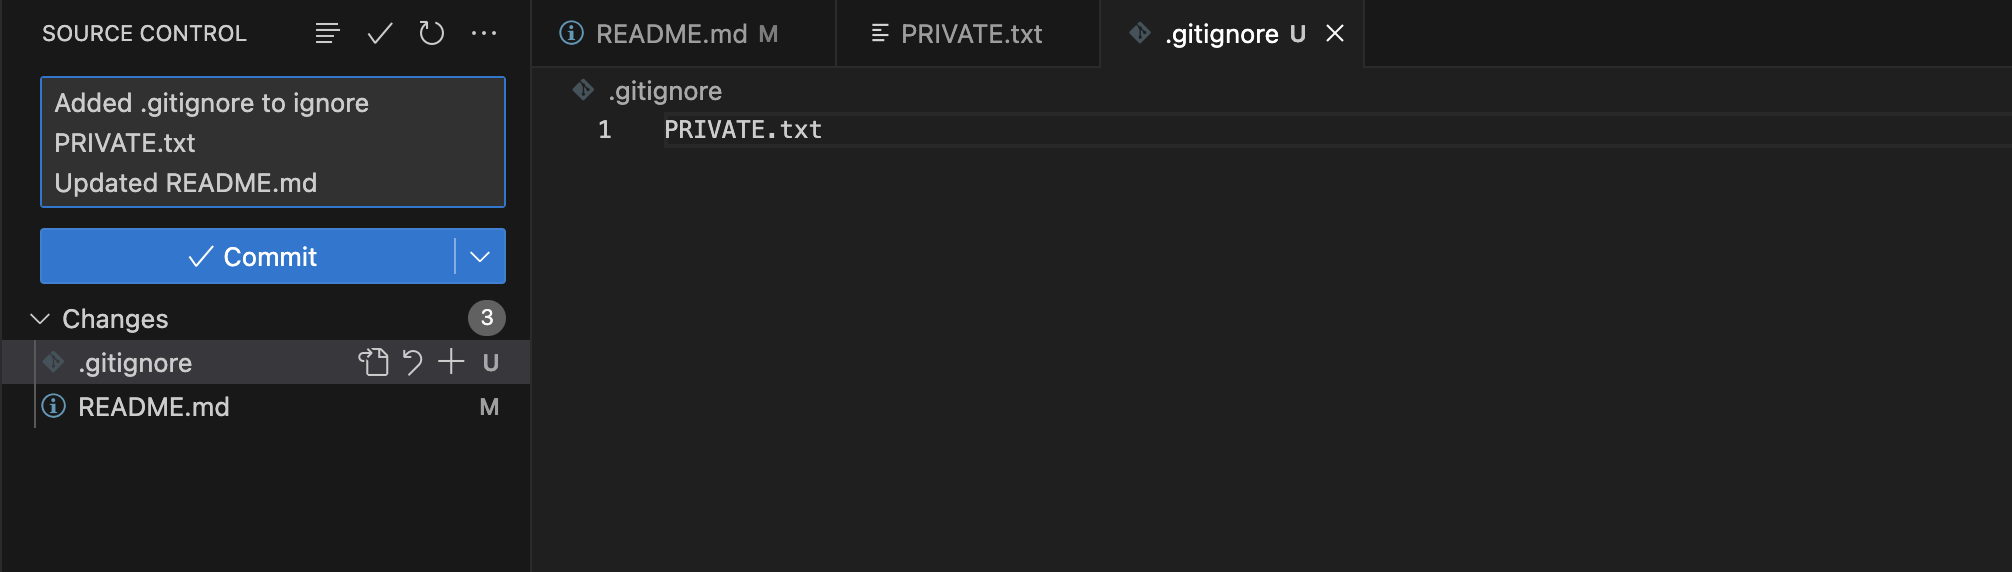 SOURCE CONTROL
README.md M
PRIVATE.txt
.gitignore U
Added .gitignore to ignore
PRIVATE.txt
Updated README.md
.gitignore
1 PRIVATE.txt
Commit
Changes 3
.gitignore U
README.md M